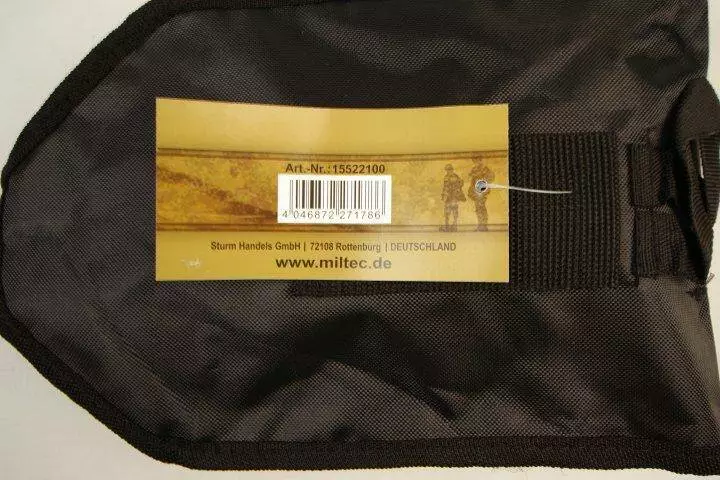 Art.-Nr.:15522100
4 046872 271786
Sturm Handels GmbH | 72108 Rottenburg | DEUTSCHLAND
www.miltec.de